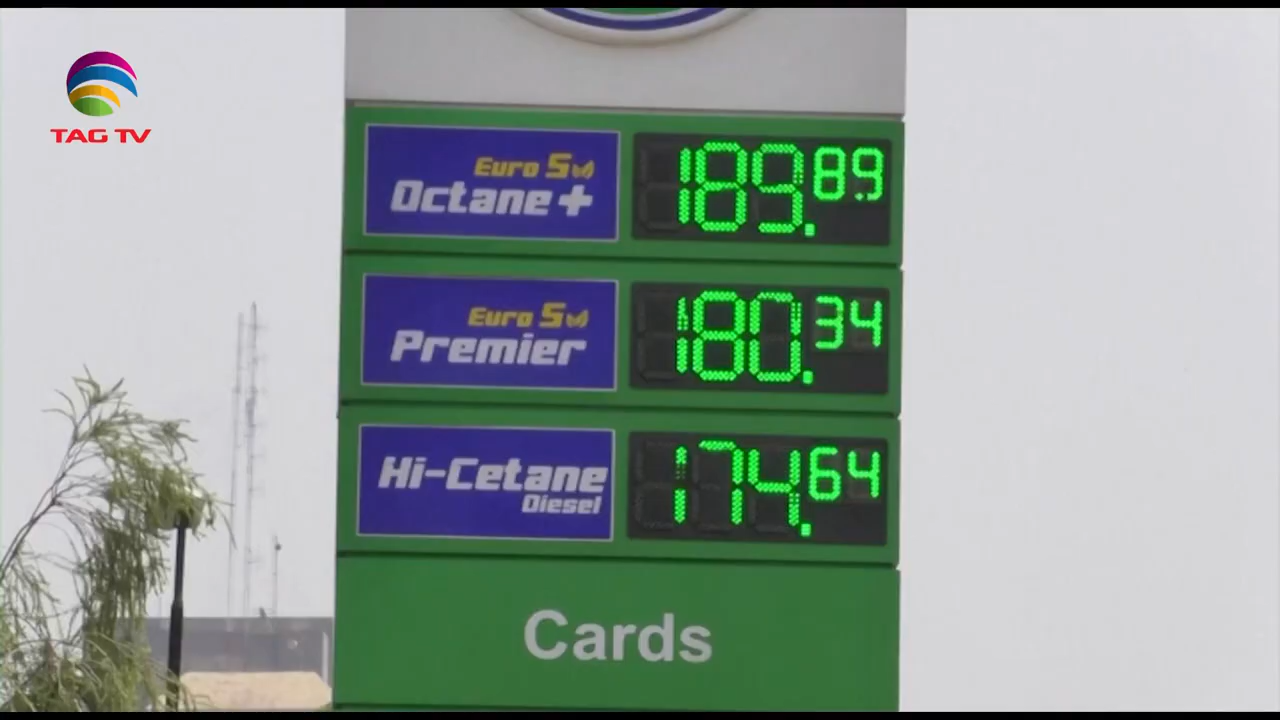 TAG TV
Euro 5
Octane+
189.89
Euro 5
Premier
180.34
Hi-Cetane
Diesel
174.64
Cards